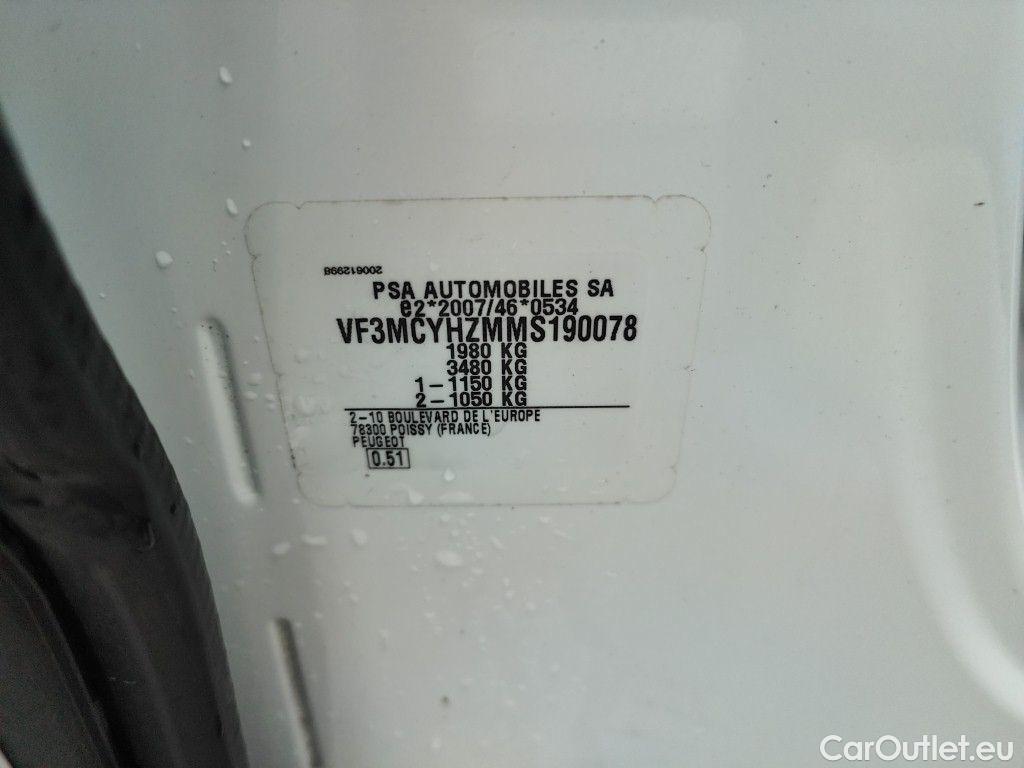 200612998
PSA AUTOMOBILES SA
e2*2007/46*0534
VF3MCYHZMMS190078
1980 KG
3480 KG
1-1150 KG
2-1050 KG
2-10 BOULEVARD DE L'EUROPE
78300 POISSY (FRANCE)
PEUGEOT
0.51
CarOutlet.eu